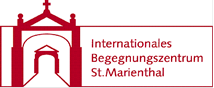 Internationales
Begegnungszentrum
St. Marienthal